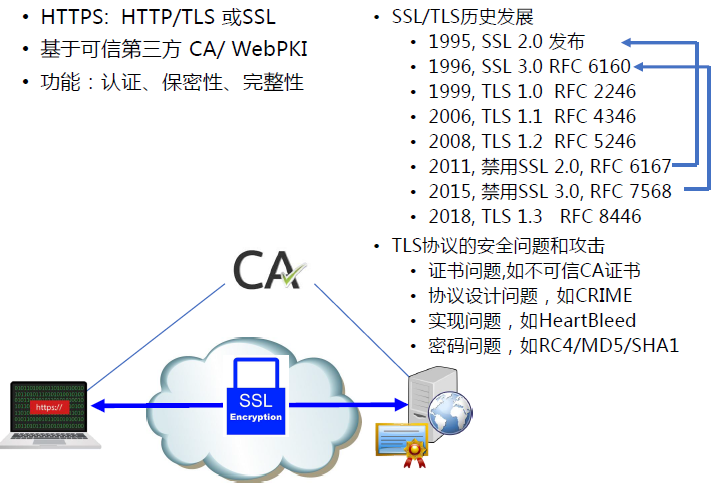 • HTTPS: HTTP/TLS 或SSL
• 基于可信第三方 CA/ WebPKI
• 功能：认证、保密性、完整性
• SSL/TLS历史发展
• 1995, SSL 2.0 发布
• 1996, SSL 3.0 RFC 6160
• 1999, TLS 1.0 RFC 2246
• 2006, TLS 1.1 RFC 4346
• 2008, TLS 1.2 RFC 5246
• 2011, 禁用SSL 2.0, RFC 6167
• 2015, 禁用SSL 3.0, RFC 7568
• 2018, TLS 1.3 RFC 8446
• TLS协议的安全问题和攻击
• 证书问题,如不可信CA证书
• 协议设计问题，如CRIME
• 实现问题，如HeartBleed
• 密码问题，如RC4/MD5/SHA1
CA
SSL
Encryption
https://